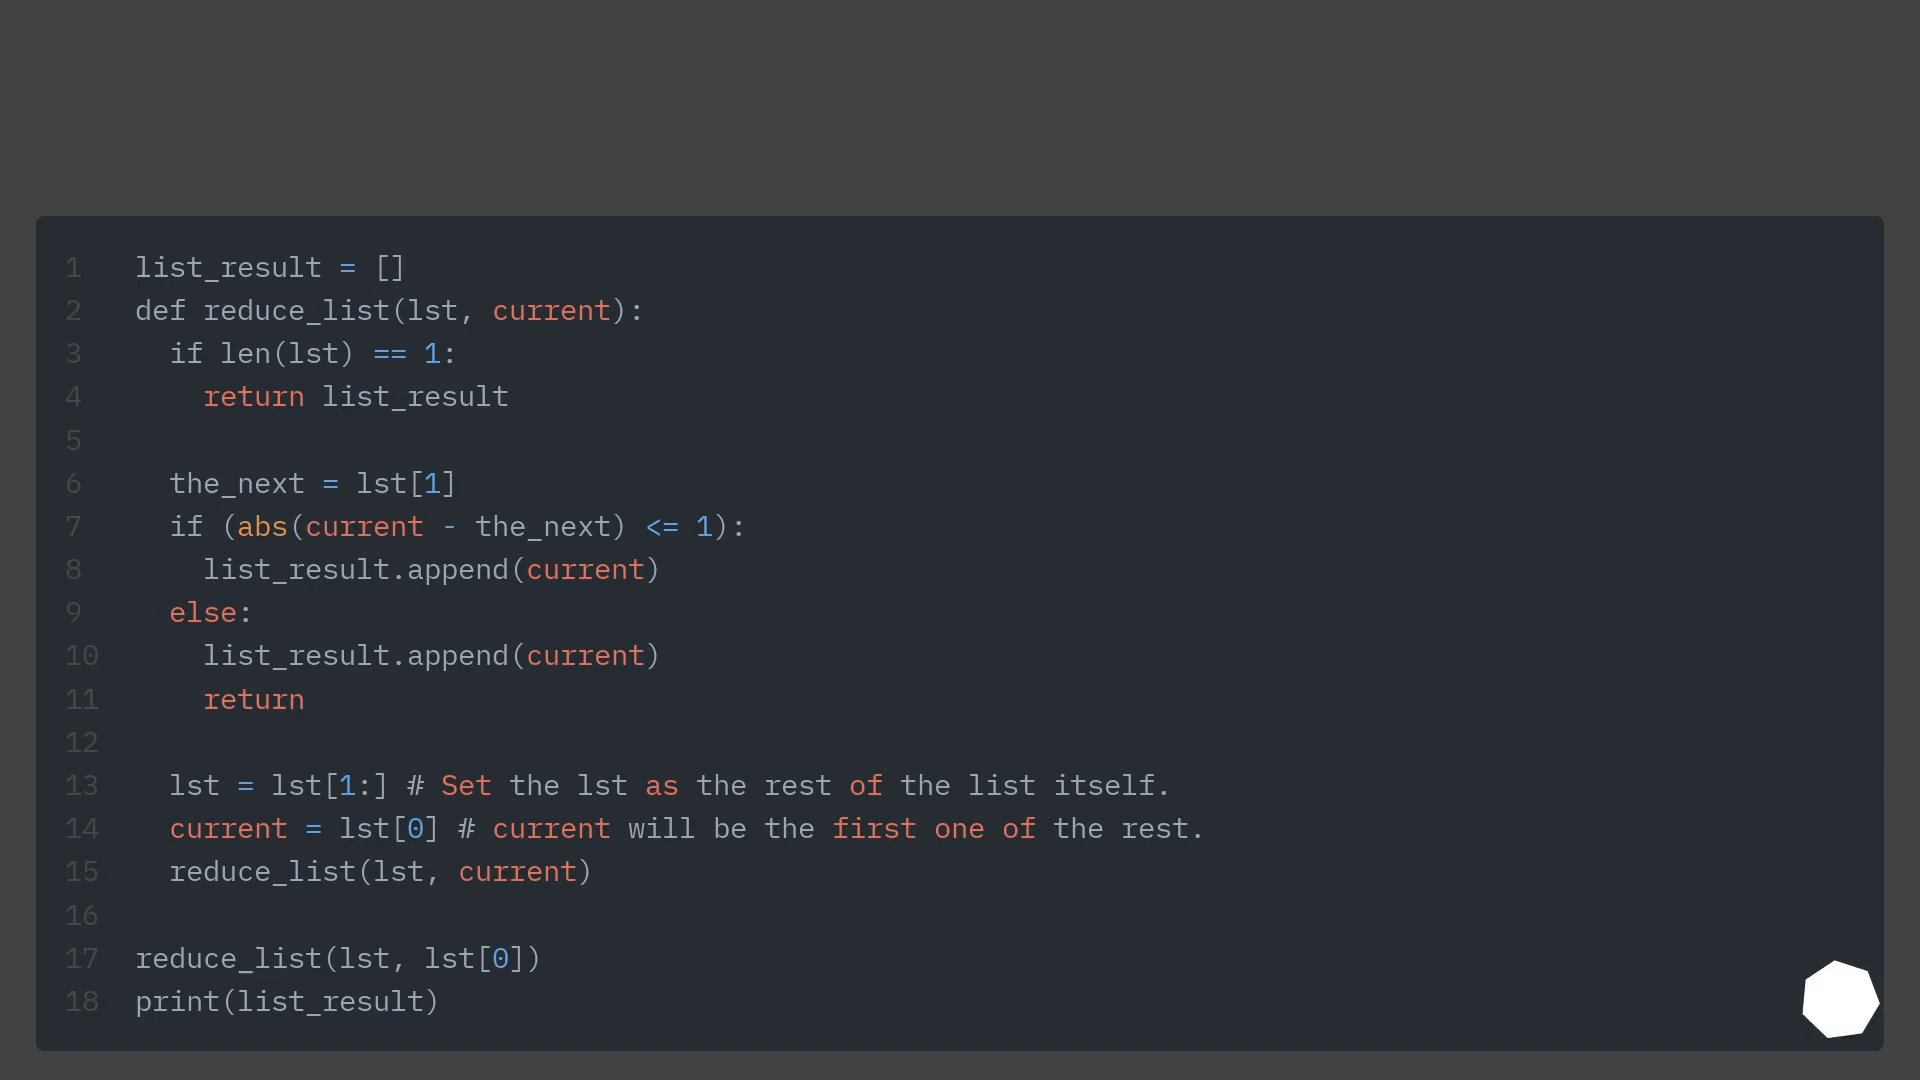 1 list_result = []
2 def reduce_list(lst, current):
3   if len(lst) == 1:
4     return list_result
5
6   the_next = lst[1]
7   if (abs(current - the_next) <= 1):
8     list_result.append(current)
9   else:
10     list_result.append(current)
11     return
12
13   lst = lst[1:] # Set the lst as the rest of the list itself.
14   current = lst[0] # current will be the first one of the rest.
15   reduce_list(lst, current)
16
17 reduce_list(lst, lst[0])
18 print(list_result)